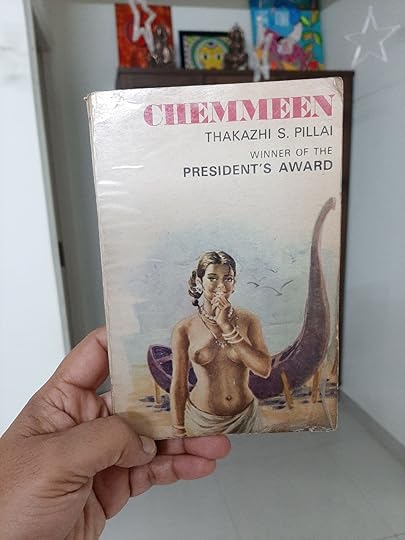 CHEMMEEN
THAKAZHI S. PILLAI
WINNER OF THE
PRESIDENT'S AWARD